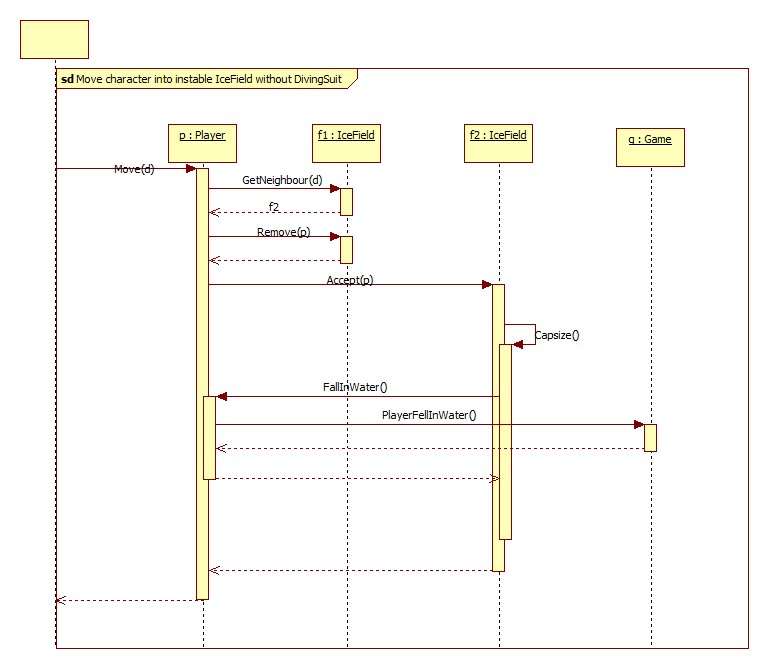 sd Move character into instable IceField without DivingSuit
p : Player
f1 : IceField
f2 : IceField
g : Game
Move(d)
GetNeighbour(d)
f2
Remove(p)
Accept(p)
Capsize()
FallInWater()
PlayerFellInWater()